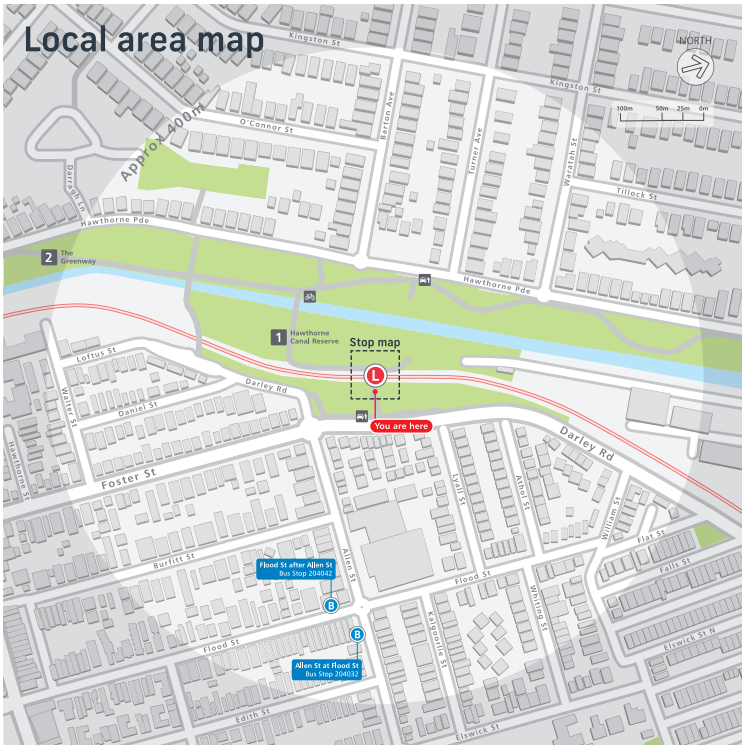 Local area map
Kingston St
NORTH
Kingston St
100m 50m 25m 0m
Approx 400m
O'Connor St
Barton Ave
Turner Ave
Waratah St
Tillock St
Darragh Ln
Hawthorne Pde
2 The
Greenway
Hawthorne Pde
1 Hawthorne
Canal Reserve
Stop map
L
You are here
Loftus St
Darley Rd
Walter St
Daniel St
Hawthorne St
Foster St
Darley Rd
Lyall St
Athol St
William St
Flat St
Falls St
Burfitt St
Allen St
Flood St after Allen St
Bus Stop 204042
B
Flood St
Whiting St
Kalgoorlie St
Elswick St N
Flood St
B
Allen St at Flood St
Bus Stop 204032
Edith St
Elswick St